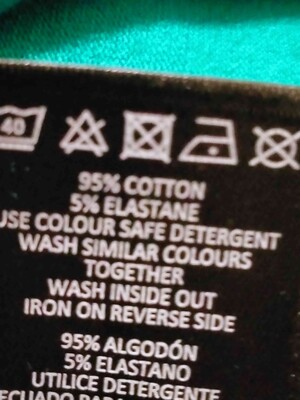 40
95% COTTON
5% ELASTANE
USE COLOUR SAFE DETERGENT
WASH SIMILAR COLOURS
TOGETHER
WASH INSIDE OUT
IRON ON REVERSE SIDE
95% ALGODÓN
5% ELASTANO
UTILICE DETERGENTE